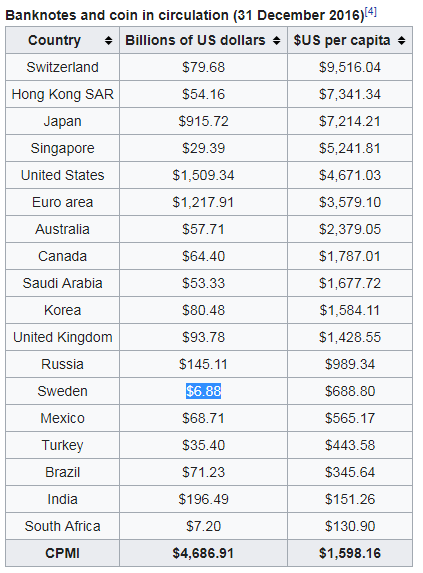 Banknotes and coin in circulation (31 December 2016)[4]
Country Billions of US dollars $US per capita
Switzerland $79.68 $9,516.04
Hong Kong SAR $54.16 $7,341.34
Japan $915.72 $7,214.21
Singapore $29.39 $5,241.81
United States $1,509.34 $4,671.03
Euro area $1,217.91 $3,579.10
Australia $57.71 $2,379.05
Canada $64.40 $1,787.01
Saudi Arabia $53.33 $1,677.72
Korea $80.48 $1,584.11
United Kingdom $93.78 $1,428.55
Russia $145.11 $989.34
Sweden $6.88 $688.80
Mexico $68.71 $565.17
Turkey $35.40 $443.58
Brazil $71.23 $345.64
India $196.49 $151.26
South Africa $7.20 $130.90
CPMI $4,686.91 $1,598.16